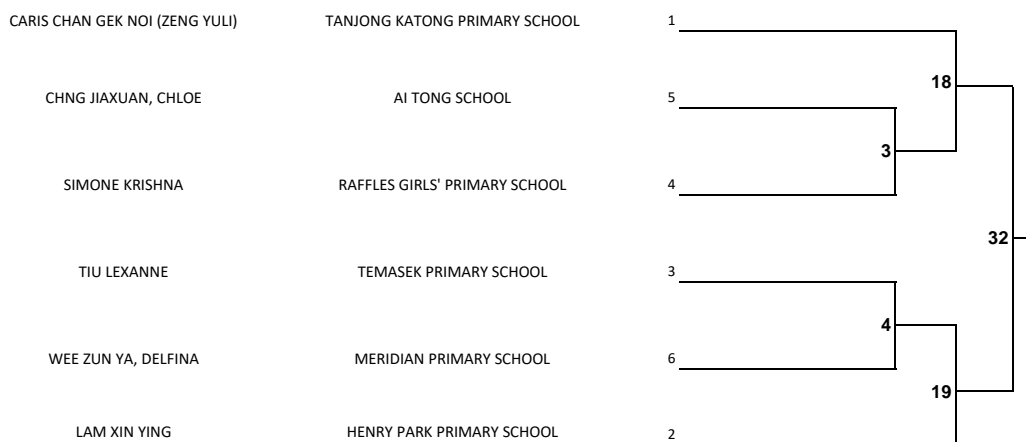 CARIS CHAN GEK NOI (ZENG YULI) TANJONG KATONG PRIMARY SCHOOL 1
18
CHNG JIAXUAN, CHLOE AI TONG SCHOOL 5
3
SIMONE KRISHNA RAFFLES GIRLS' PRIMARY SCHOOL 4
32
TIU LEXANNE TEMASEK PRIMARY SCHOOL 3
4
WEE ZUN YA, DELFINA MERIDIAN PRIMARY SCHOOL 6
19
LAM XIN YING HENRY PARK PRIMARY SCHOOL 2